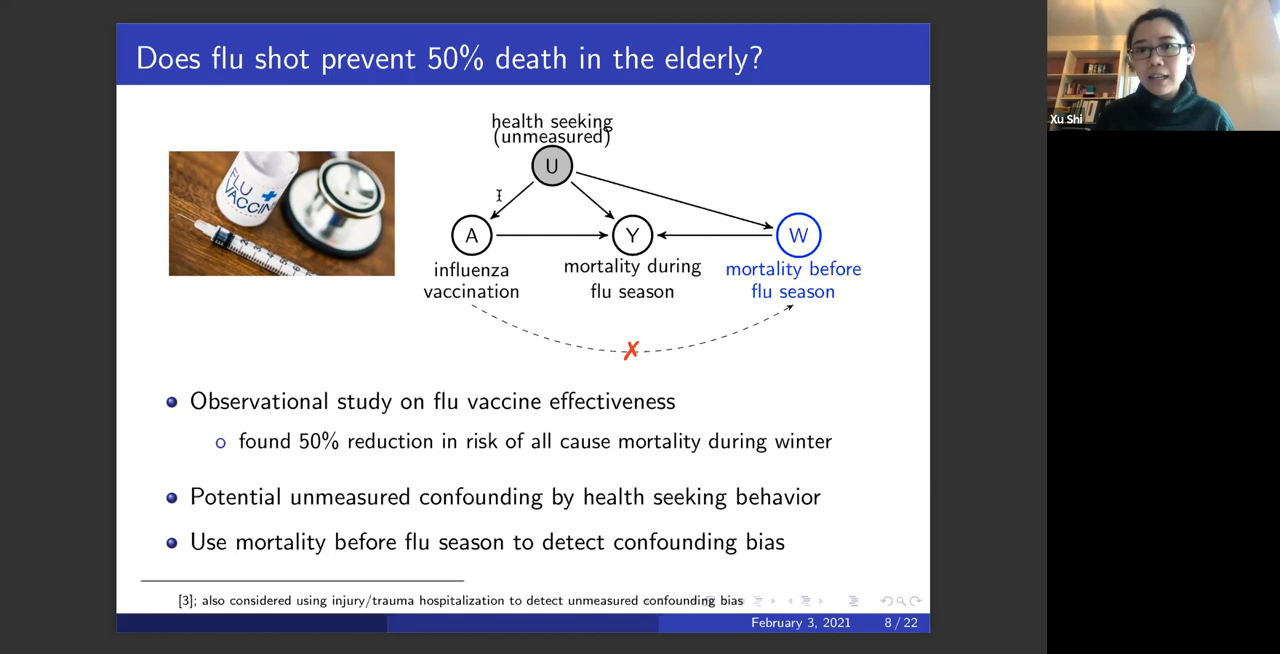 Does flu shot prevent 50% death in the elderly?
Xu Shi
health seeking
(unmeasured)
U
FLU
VACCIN
A
Y
W
influenza
vaccination
mortality during
flu season
mortality before
flu season
✗
Observational study on flu vaccine effectiveness
found 50% reduction in risk of all cause mortality during winter
Potential unmeasured confounding by health seeking behavior
Use mortality before flu season to detect confounding bias
[3]; also considered using injury/trauma hospitalization to detect unmeasured confounding bias
February 3, 2021 8 / 22